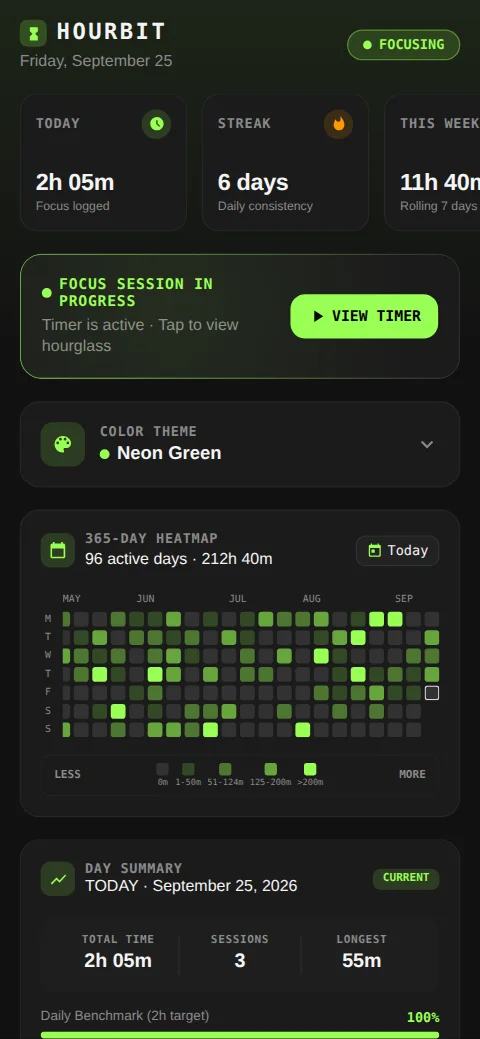 HOURBIT
Friday, September 25
FOCUSING
TODAY
2h 05m
Focus logged
STREAK
6 days
Daily consistency
THIS WEEK
11h 40m
Rolling 7 days
FOCUS SESSION IN
PROGRESS
Timer is active · Tap to view
hourglass
VIEW TIMER
COLOR THEME
Neon Green
365-DAY HEATMAP
96 active days · 212h 40m
Today
MAY JUN JUL AUG SEP
M
T
W
T
F
S
S
LESS
0m 1-50m 51-124m 125-200m >200m
MORE
DAY SUMMARY
TODAY · September 25, 2026
CURRENT
TOTAL TIME
2h 05m
SESSIONS
3
LONGEST
55m
Daily Benchmark (2h target)
100%